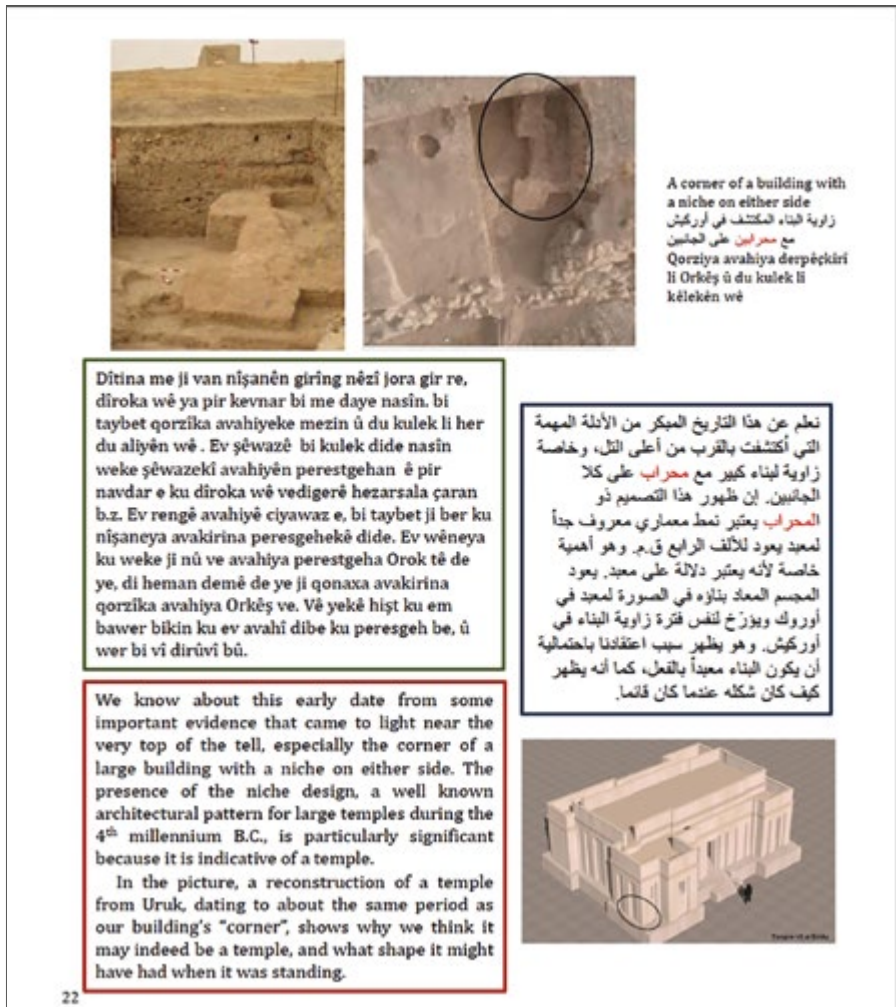 A corner of a building with
a niche on either side
زاوية البناء المكتشف في أوركيش
مع محرابين على الجانبين
Qorziya avahiya derpêçkirî
li Orkêş û du kulek li
kêlekên wê
Dîtina me ji van nîşanên girîng nêzî jora gir re,
dîroka wê ya pir kevnar bi me daye nasîn. bi
taybet qorzîka avahiyeke mezin û du kulek li her
du aliyên wê . Ev şêwazê bi kulek dide nasîn
weke şêwazekî avahiyên perestgehan ê pir
navdar e ku dîroka wê vedigerê hezarsala çaran
b.z. Ev rengê avahiyê ciyawaz e, bi taybet ji ber ku
nîşaneya avakirina peresgehekê dide. Ev wêneya
ku weke ji nû ve avahiya perestgeha Orok tê de
ye, di heman demê de ye ji qonaxa avakirina
qorzîka avahiya Orkêş ve. Vê yekê hişt ku em
bawer bikin ku ev avahî dibe ku peresgeh be, û
wer bi vî dirûvî bû.
نعلم عن هذا التاريخ المبكر من الأدلة المهمة
التي أكتشفت بالقرب من أعلى التل، وخاصة
زاوية لبناء كبير مع محراب على كلا
الجانبين. إن ظهور هذا التصميم ذو
المحراب يعتبر نمط معماري معروف جداً
لمعبد يعود للألف الرابع ق.م. وهو أهمية
خاصة لأنه يعتبر دلالة على معبد. يعود
المجسم المعاد بناؤه في الصورة لمعبد في
أوروك ويؤرّخ لنفس فترة زاوية البناء في
أوركيش. وهو يظهر سبب اعتقادنا باحتمالية
أن يكون البناء معبداً بالفعل، كما أنه يظهر
كيف كان شكله عندما كان قائما.
We know about this early date from some
important evidence that came to light near the
very top of the tell, especially the corner of a
large building with a niche on either side. The
presence of the niche design, a well known
architectural pattern for large temples during the
4th millennium B.C., is particularly significant
because it is indicative of a temple.
In the picture, a reconstruction of a temple
from Uruk, dating to about the same period as
our building's "corner", shows why we think it
may indeed be a temple, and what shape it might
have had when it was standing.
22